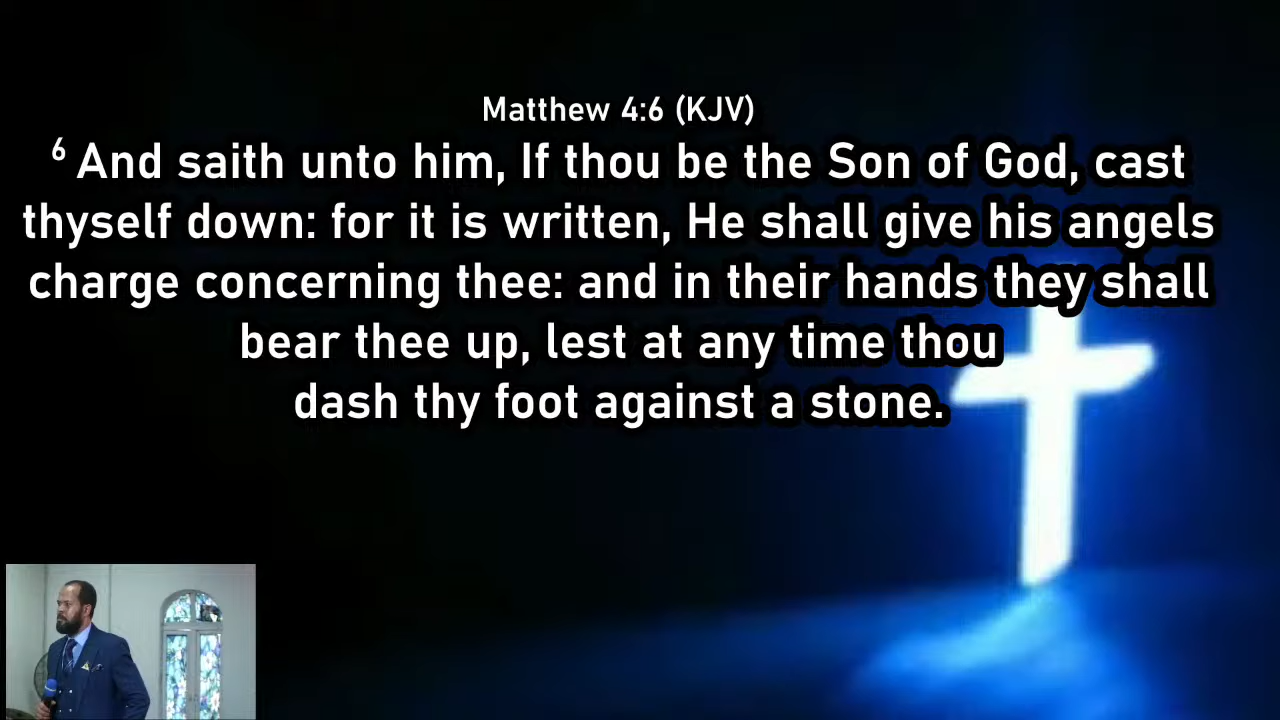 Matthew 4:6 (KJV)
6 And saith unto him, If thou be the Son of God, cast
thyself down: for it is written, He shall give his angels
charge concerning thee: and in their hands they shall
bear thee up, lest at any time thou
dash thy foot against a stone.